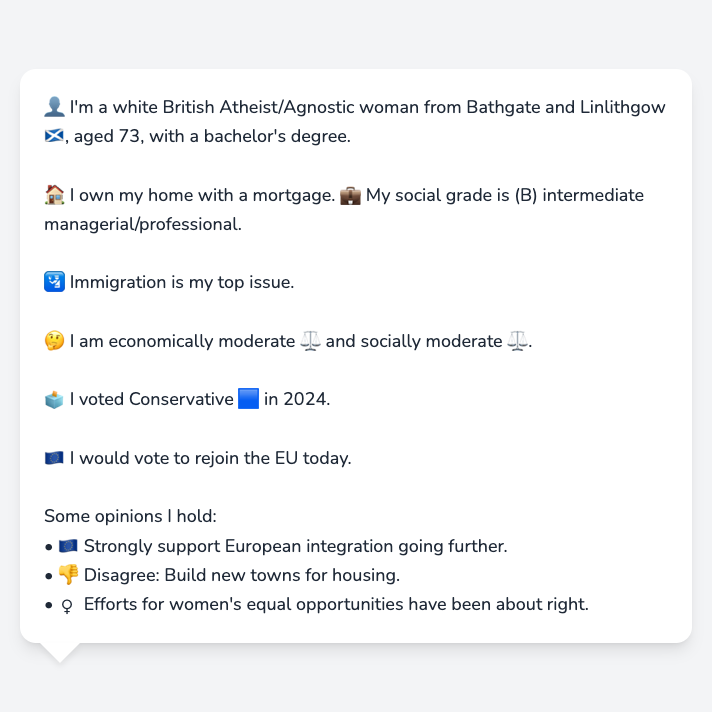 👤 I'm a white British Atheist/Agnostic woman from Bathgate and Linlithgow
🏴󠁧󠁢󠁳󠁣󠁴󠁿, aged 73, with a bachelor's degree.
🏠 I own my home with a mortgage. 💼 My social grade is (B) intermediate
managerial/professional.
🛂 Immigration is my top issue.
🤔 I am economically moderate ⚖️ and socially moderate ⚖️.
🗳️ I voted Conservative 🟦 in 2024.
🇪🇺 I would vote to rejoin the EU today.
Some opinions I hold:
• 🇪🇺 Strongly support European integration going further.
• 👎 Disagree: Build new towns for housing.
• ♀ Efforts for women's equal opportunities have been about right.